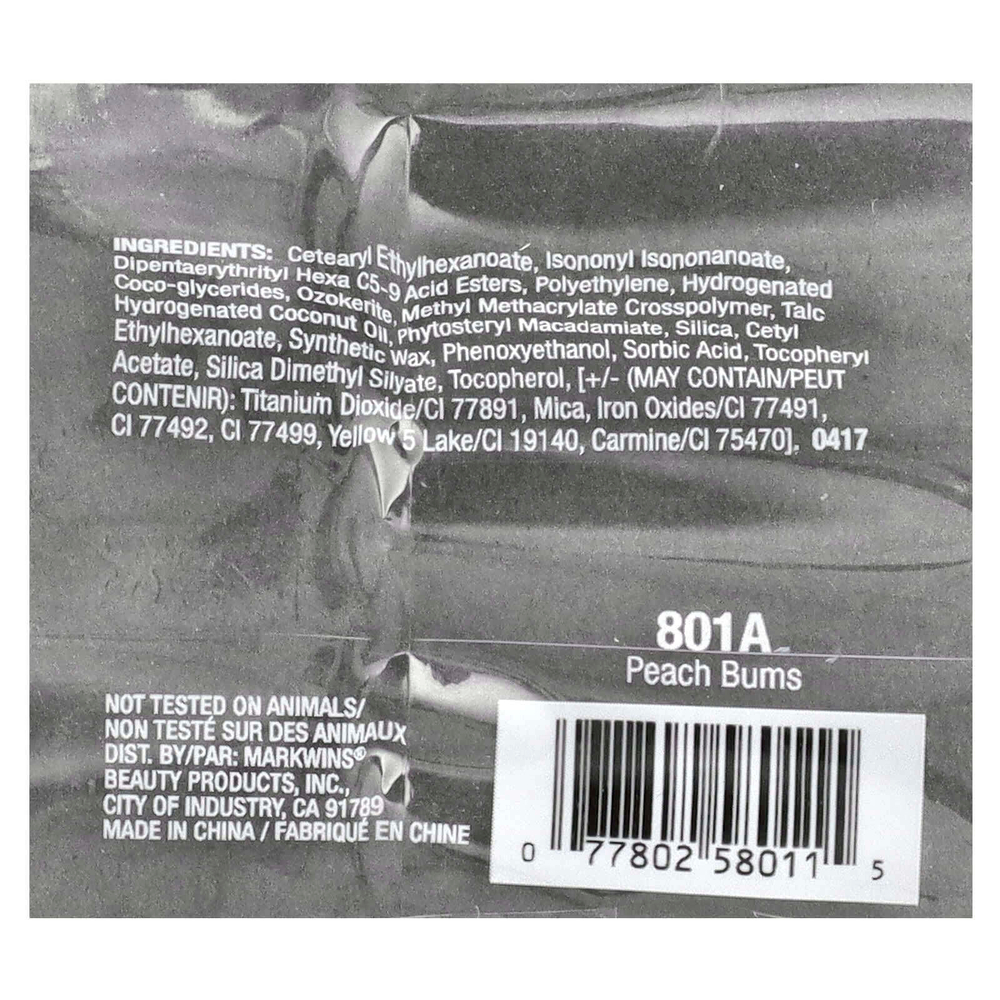 INGREDIENTS: Cetearyl Ethylhexanoate, Isononyl Isononanoate,
Dipentaerythrityl Hexa C5-9 Acid Esters, Polyethylene, Hydrogenated
Coco-glycerides, Ozokerite, Methyl Methacrylate Crosspolymer, Talc
Hydrogenated Coconut Oil, Phytosteryl Macadamiate, Silica, Cetyl
Ethylhexanoate, Synthetic Wax, Phenoxyethanol, Sorbic Acid, Tocopheryl
Acetate, Silica Dimethyl Silyate, Tocopherol, [+/- (MAY CONTAIN/PEUT
CONTENIR): Titanium Dioxide/CI 77891, Mica, Iron Oxides/CI 77491,
CI 77492, CI 77499, Yellow 5 Lake/CI 19140, Carmine/CI 75470]. 0417
801A
Peach Bums
NOT TESTED ON ANIMALS/
NON TESTÉ SUR DES ANIMAUX
DIST. BY/PAR: MARKWINS®
BEAUTY PRODUCTS, INC.,
CITY OF INDUSTRY, CA 91789
MADE IN CHINA / FABRIQUÉ EN CHINE
0 77802 58011 5